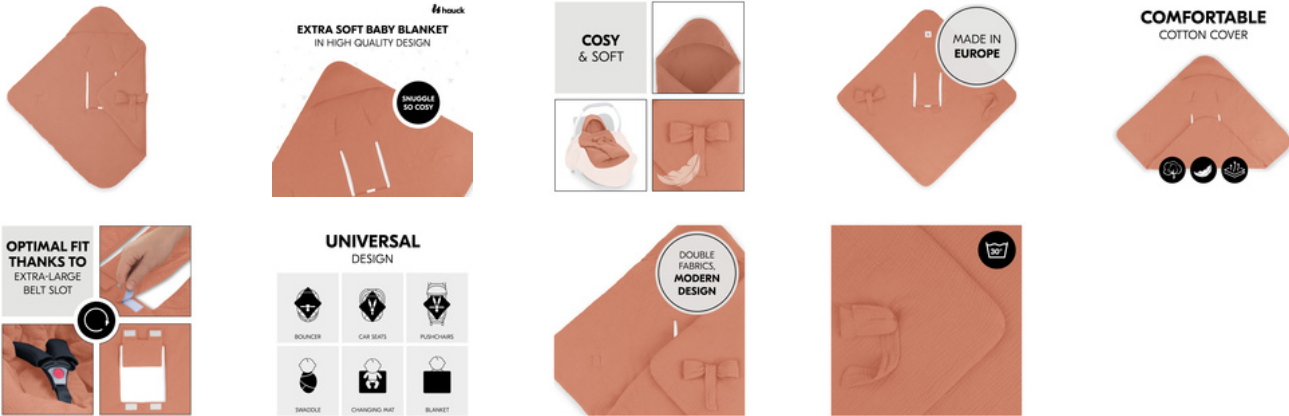 hauck
EXTRA SOFT BABY BLANKET
IN HIGH QUALITY DESIGN
SNUGGLE
SO COSY
COSY
& SOFT
MADE IN
EUROPE
COMFORTABLE
COTTON COVER
OPTIMAL FIT
THANKS TO
EXTRA-LARGE
BELT SLOT
UNIVERSAL
DESIGN
BOUNCER
CAR SEATS
PUSHCHAIRS
SWADDLE
CHANGING MAT
BLANKET
DOUBLE
FABRICS,
MODERN
DESIGN
30°